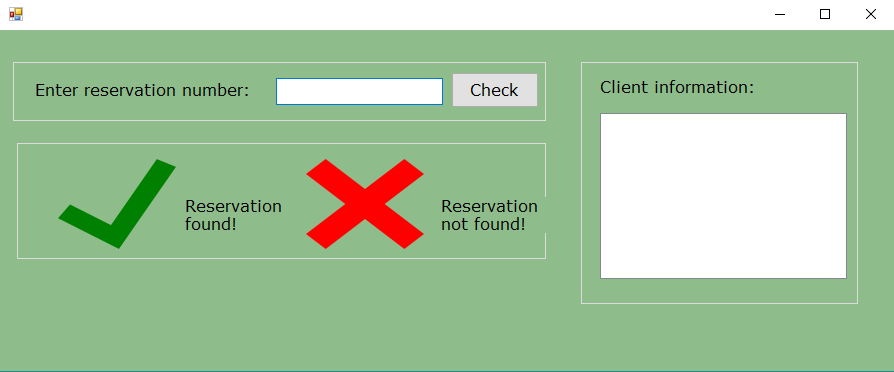 Enter reservation number:
Check
Client information:
Reservation
found!
Reservation
not found!